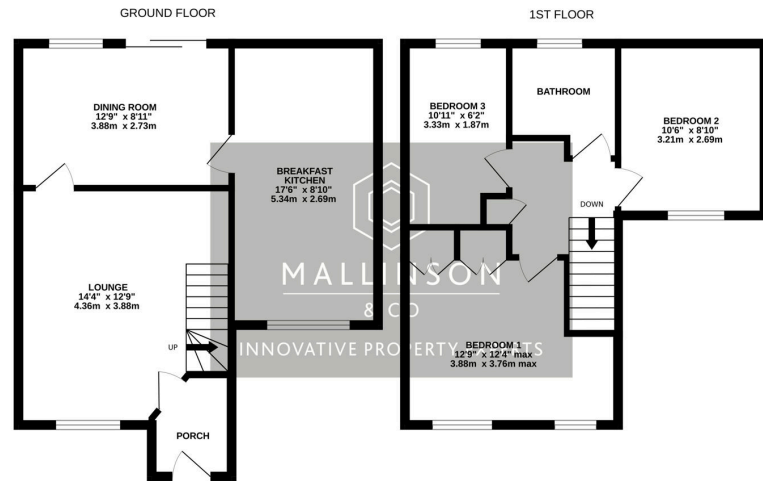 GROUND FLOOR
1ST FLOOR
DINING ROOM
12'9" x 8'11"
3.88m x 2.73m
BREAKFAST
KITCHEN
17'6" x 8'10"
5.34m x 2.69m
LOUNGE
14'4" x 12'9"
4.36m x 3.88m
UP
PORCH
BEDROOM 3
10'11" x 6'2"
3.33m x 1.87m
BATHROOM
BEDROOM 2
10'6" x 8'10"
3.21m x 2.69m
DOWN
BEDROOM 1
12'9" x 12'4" max
3.88m x 3.76m max
MALLINSON
& CO
INNOVATIVE PROPERTY EXPERTS